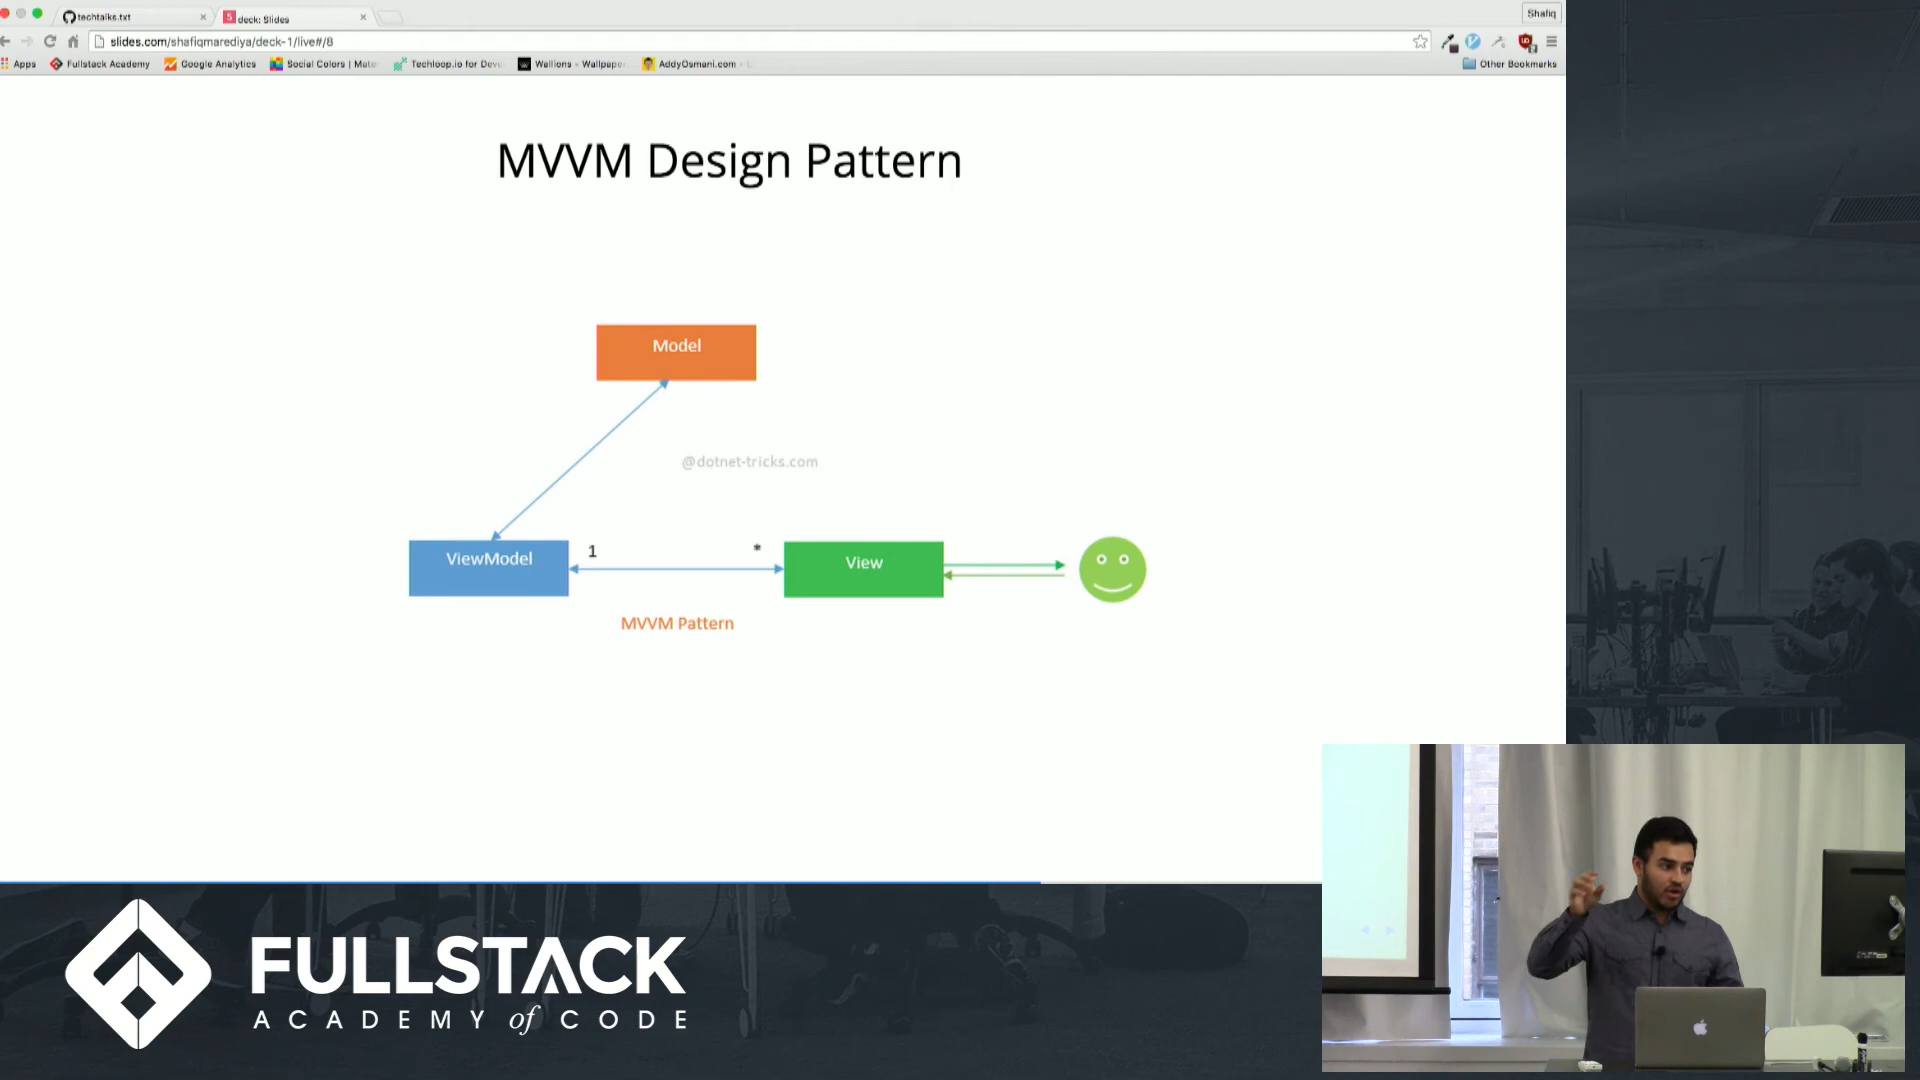 techtalks.txt
deck: Slides
Shafiq
slides.com/shafiqmarediya/deck-1/live#/8
Apps
Fullstack Academy
Google Analytics
Social Colors | Mate
Techloop.io for Deve
Wallions - Wallpaper
AddyOsmani.com -
Other Bookmarks
MVVM Design Pattern
Model
@dotnet-tricks.com
ViewModel
1
*
View
MVVM Pattern
FULLSTACK
ACADEMY of CODE